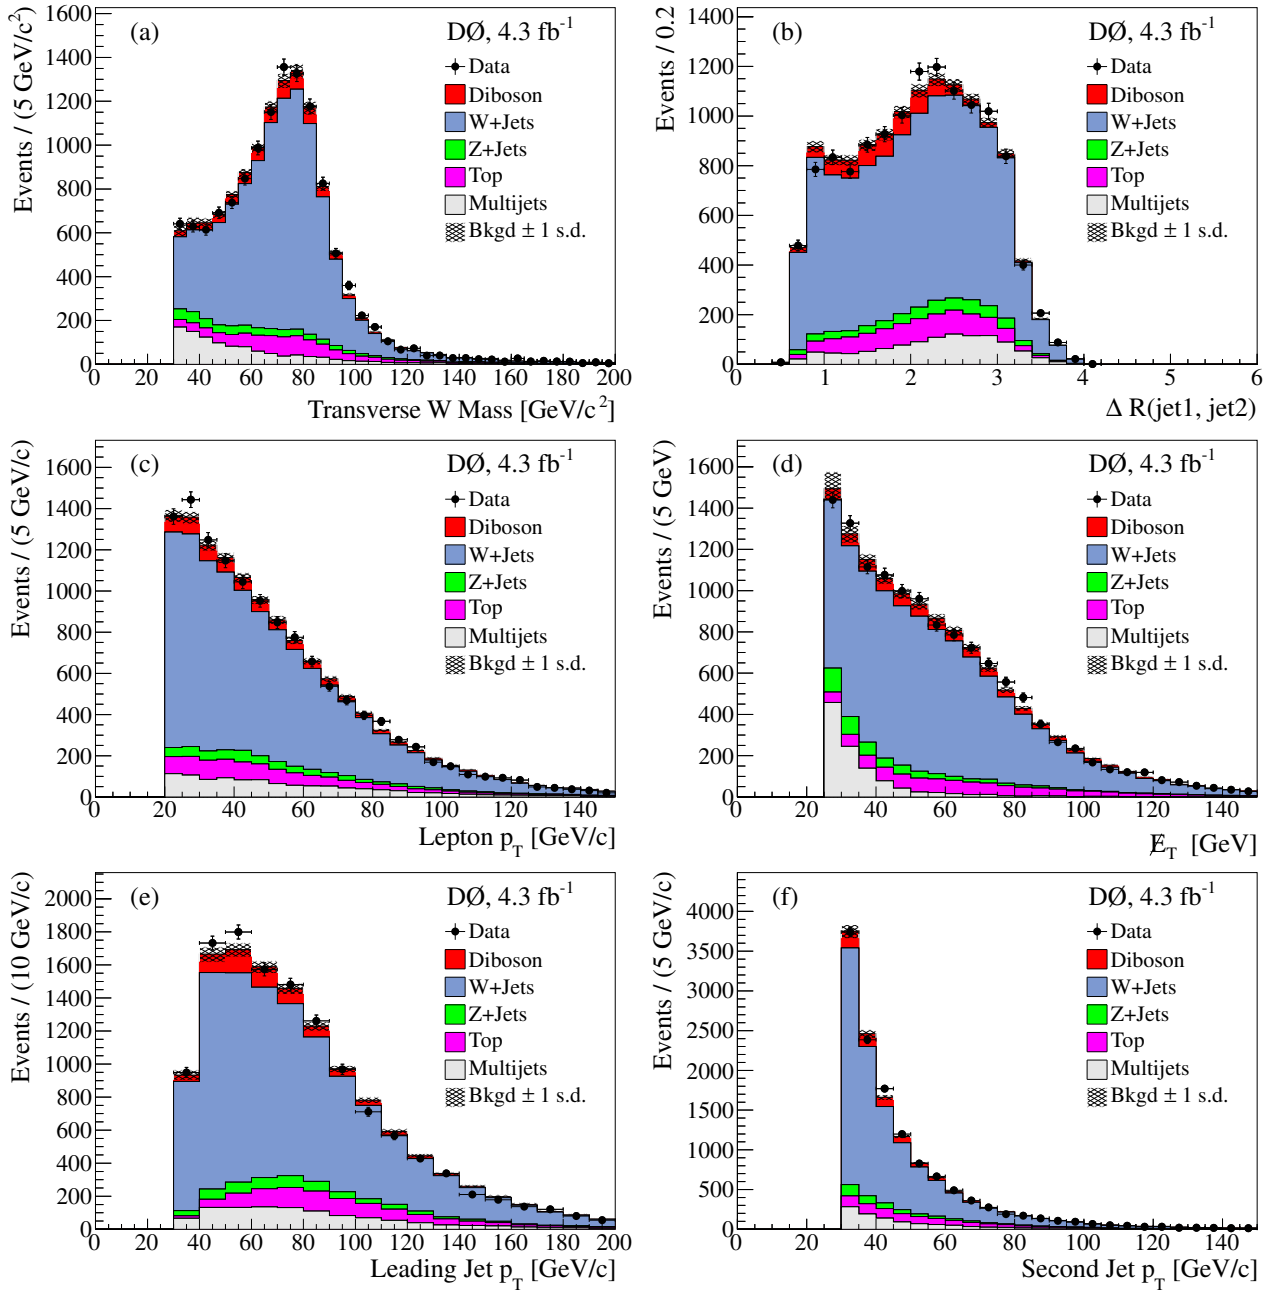 (a)
DØ, 4.3 fb⁻¹
Data
Diboson
W+Jets
Z+Jets
Top
Multijets
Bkgd ± 1 s.d.
Events / (5 GeV/c²)
0 200 400 600 800 1000 1200 1400 1600
0 20 40 60 80 100 120 140 160 180 200
Transverse W Mass [GeV/c²]
(b)
DØ, 4.3 fb⁻¹
Data
Diboson
W+Jets
Z+Jets
Top
Multijets
Bkgd ± 1 s.d.
Events / 0.2
0 200 400 600 800 1000 1200 1400
0 1 2 3 4 5 6
Δ R(jet1, jet2)
(c)
DØ, 4.3 fb⁻¹
Data
Diboson
W+Jets
Z+Jets
Top
Multijets
Bkgd ± 1 s.d.
Events / (5 GeV/c)
0 200 400 600 800 1000 1200 1400 1600
0 20 40 60 80 100 120 140
Lepton p_T [GeV/c]
(d)
DØ, 4.3 fb⁻¹
Data
Diboson
W+Jets
Z+Jets
Top
Multijets
Bkgd ± 1 s.d.
Events / (5 GeV)
0 200 400 600 800 1000 1200 1400 1600
0 20 40 60 80 100 120 140
E̸_T [GeV]
(e)
DØ, 4.3 fb⁻¹
Data
Diboson
W+Jets
Z+Jets
Top
Multijets
Bkgd ± 1 s.d.
Events / (10 GeV/c)
0 200 400 600 800 1000 1200 1400 1600 1800 2000
0 20 40 60 80 100 120 140 160 180 200
Leading Jet p_T [GeV/c]
(f)
DØ, 4.3 fb⁻¹
Data
Diboson
W+Jets
Z+Jets
Top
Multijets
Bkgd ± 1 s.d.
Events / (5 GeV/c)
0 500 1000 1500 2000 2500 3000 3500 4000
0 20 40 60 80 100 120 140
Second Jet p_T [GeV/c]